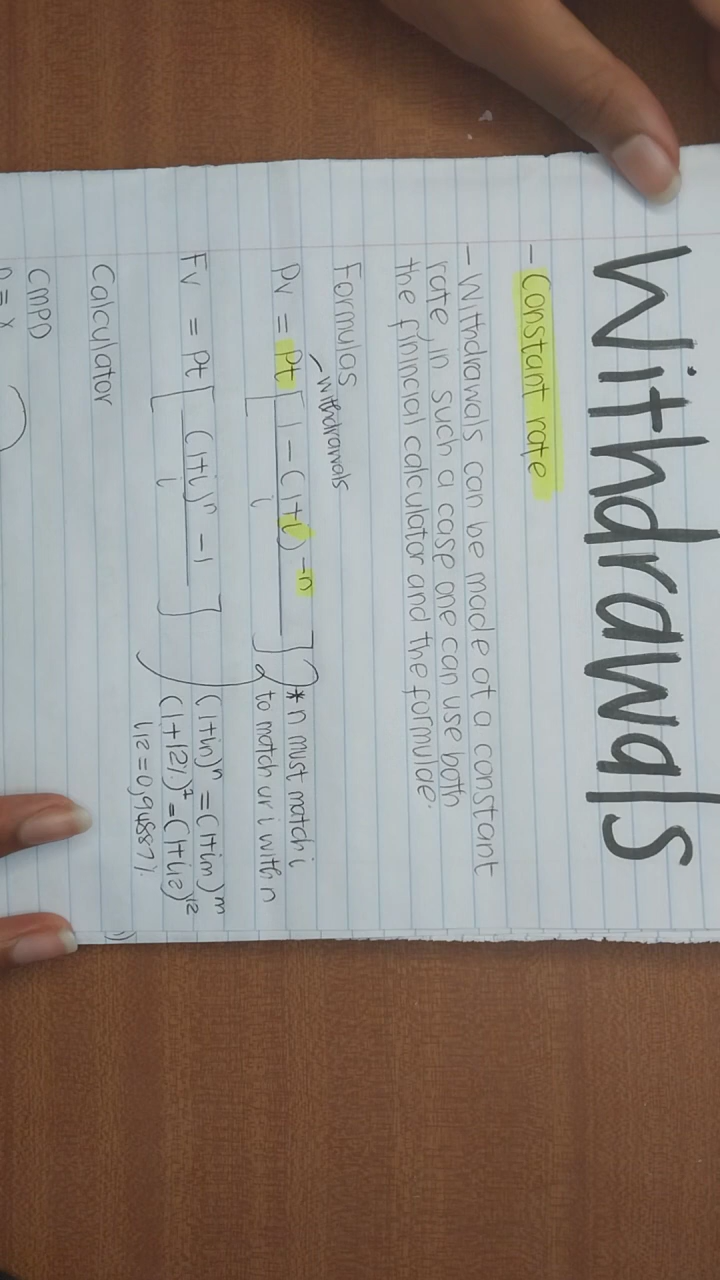 Withdrawals
- Constant rate
- Withdrawals can be made at a constant
rate, in such a case one can use both
the finincial calculator and the formulae.
Formulas
withdrawals
Pv = Pt [ 1 - (1+i)^-n / i ] * n must match i
to match ur i with n
Fv = Pt [ (1+i)^n - 1 / i ] (1+in)^n = (1+im)^m
(1+12%)^1 = (1+i12)^12
i12 = 0,94887%
Calculator
CMPD
n = x